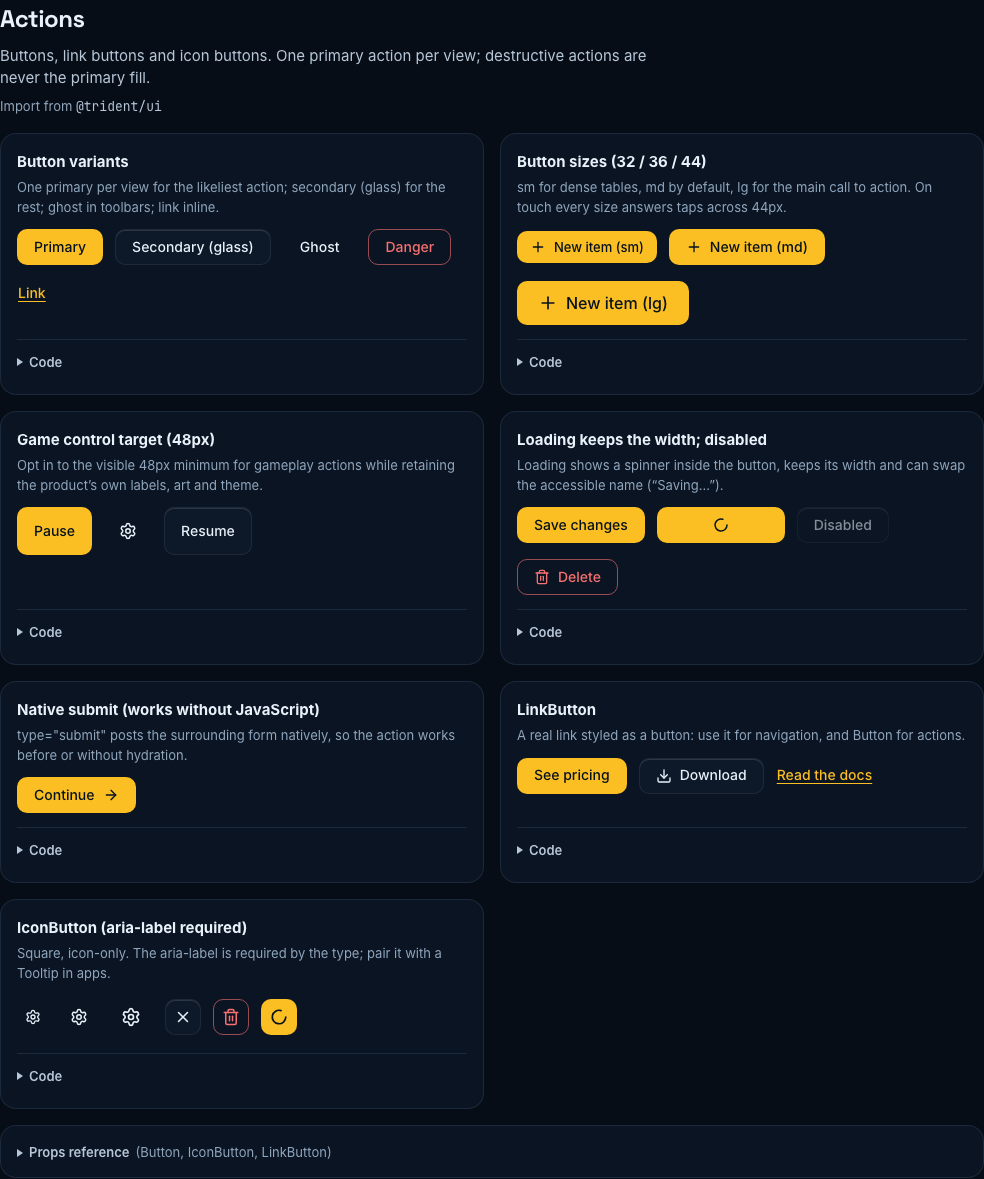 Actions
Buttons, link buttons and icon buttons. One primary action per view; destructive actions are
never the primary fill.
Import from @trident/ui
Button variants
One primary per view for the likeliest action; secondary (glass) for the
rest; ghost in toolbars; link inline.
Primary
Secondary (glass)
Ghost
Danger
Link
Code
Button sizes (32 / 36 / 44)
sm for dense tables, md by default, lg for the main call to action. On
touch every size answers taps across 44px.
New item (sm)
New item (md)
New item (lg)
Code
Game control target (48px)
Opt in to the visible 48px minimum for gameplay actions while retaining
the product’s own labels, art and theme.
Pause
Resume
Code
Loading keeps the width; disabled
Loading shows a spinner inside the button, keeps its width and can swap
the accessible name (“Saving…”).
Save changes
Disabled
Delete
Code
Native submit (works without JavaScript)
type="submit" posts the surrounding form natively, so the action works
before or without hydration.
Continue
Code
LinkButton
A real link styled as a button: use it for navigation, and Button for actions.
See pricing
Download
Read the docs
Code
IconButton (aria-label required)
Square, icon-only. The aria-label is required by the type; pair it with a
Tooltip in apps.
Code
Props reference (Button, IconButton, LinkButton)